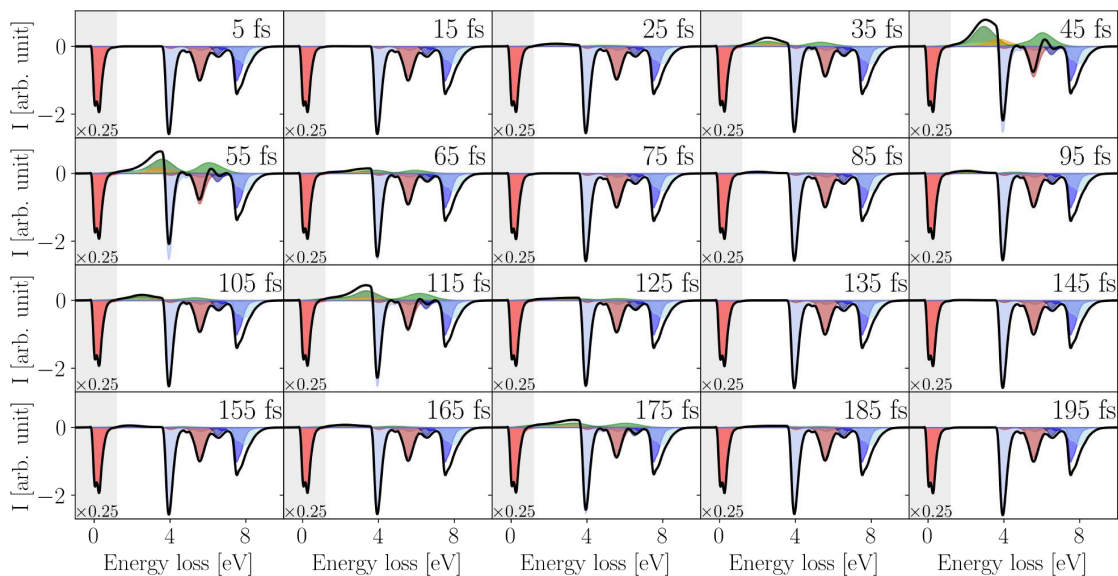 5 fs 15 fs 25 fs 35 fs 45 fs
I [arb. unit]
0
−2
×0.25 ×0.25 ×0.25 ×0.25 ×0.25
55 fs 65 fs 75 fs 85 fs 95 fs
I [arb. unit]
0
−2
×0.25 ×0.25 ×0.25 ×0.25 ×0.25
105 fs 115 fs 125 fs 135 fs 145 fs
I [arb. unit]
0
−2
×0.25 ×0.25 ×0.25 ×0.25 ×0.25
155 fs 165 fs 175 fs 185 fs 195 fs
I [arb. unit]
0
−2
×0.25 ×0.25 ×0.25 ×0.25 ×0.25
0 4 8 0 4 8 0 4 8 0 4 8 0 4 8
Energy loss [eV] Energy loss [eV] Energy loss [eV] Energy loss [eV] Energy loss [eV]